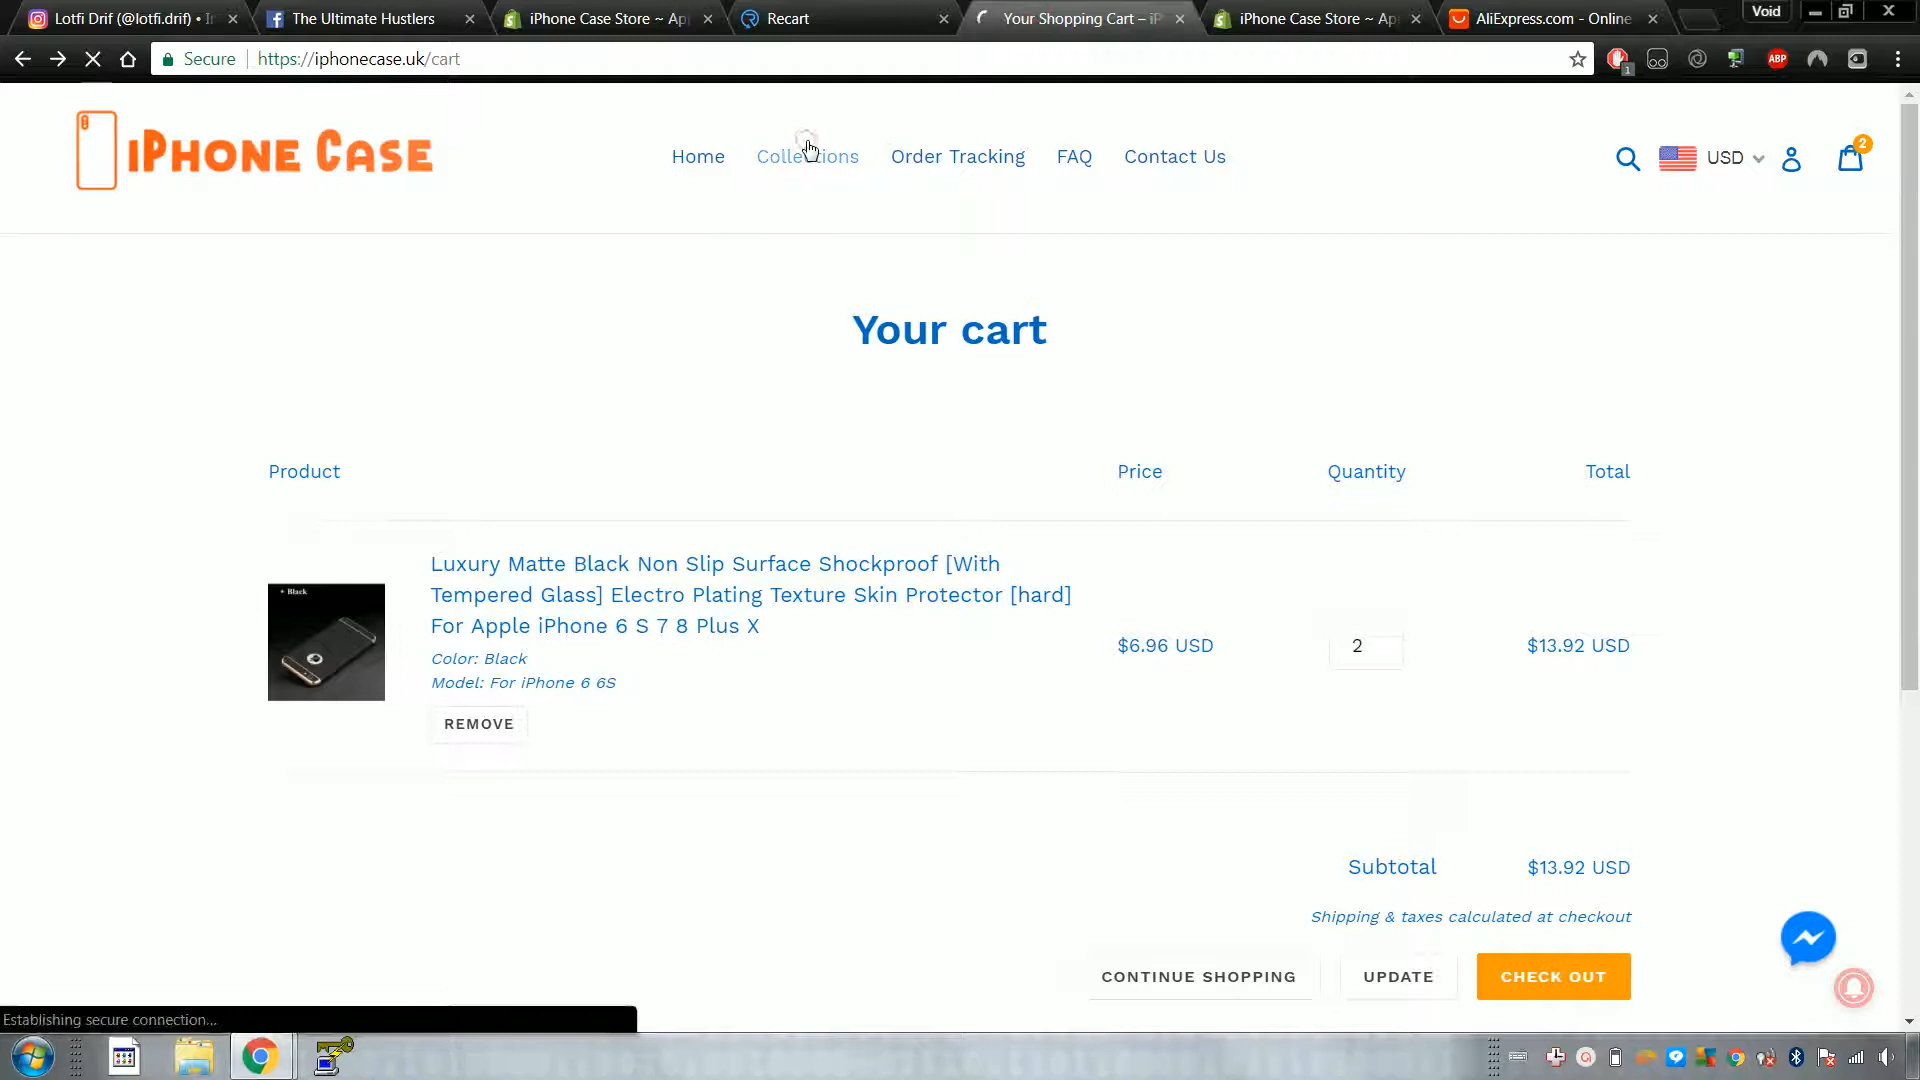 Lotfi Drif (@lotfi.drif) • I
The Ultimate Hustlers
iPhone Case Store ~ Ap
Recart
Your Shopping Cart – iP
iPhone Case Store ~ Ap
AliExpress.com - Online
Void
Secure
https://iphonecase.uk/cart
1
ABP
iPhone Case
Home
Collections
Order Tracking
FAQ
Contact Us
USD
2
Your cart
Product
Price
Quantity
Total
• Black
Luxury Matte Black Non Slip Surface Shockproof [With
Tempered Glass] Electro Plating Texture Skin Protector [hard]
For Apple iPhone 6 S 7 8 Plus X
Color: Black
Model: For iPhone 6 6S
REMOVE
$6.96 USD
2
$13.92 USD
Subtotal
$13.92 USD
Shipping & taxes calculated at checkout
CONTINUE SHOPPING
UPDATE
CHECK OUT
Establishing secure connection...